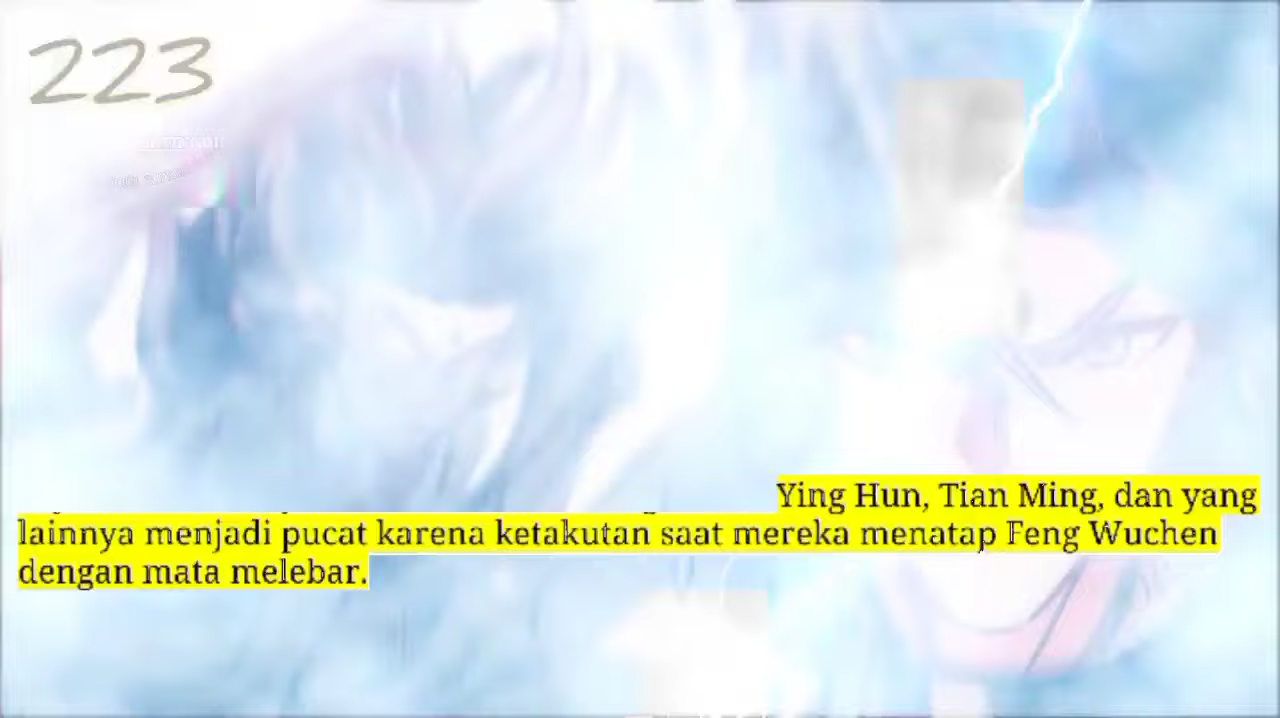 223
Ying Hun, Tian Ming, dan yang
lainnya menjadi pucat karena ketakutan saat mereka menatap Feng Wuchen
dengan mata melebar.